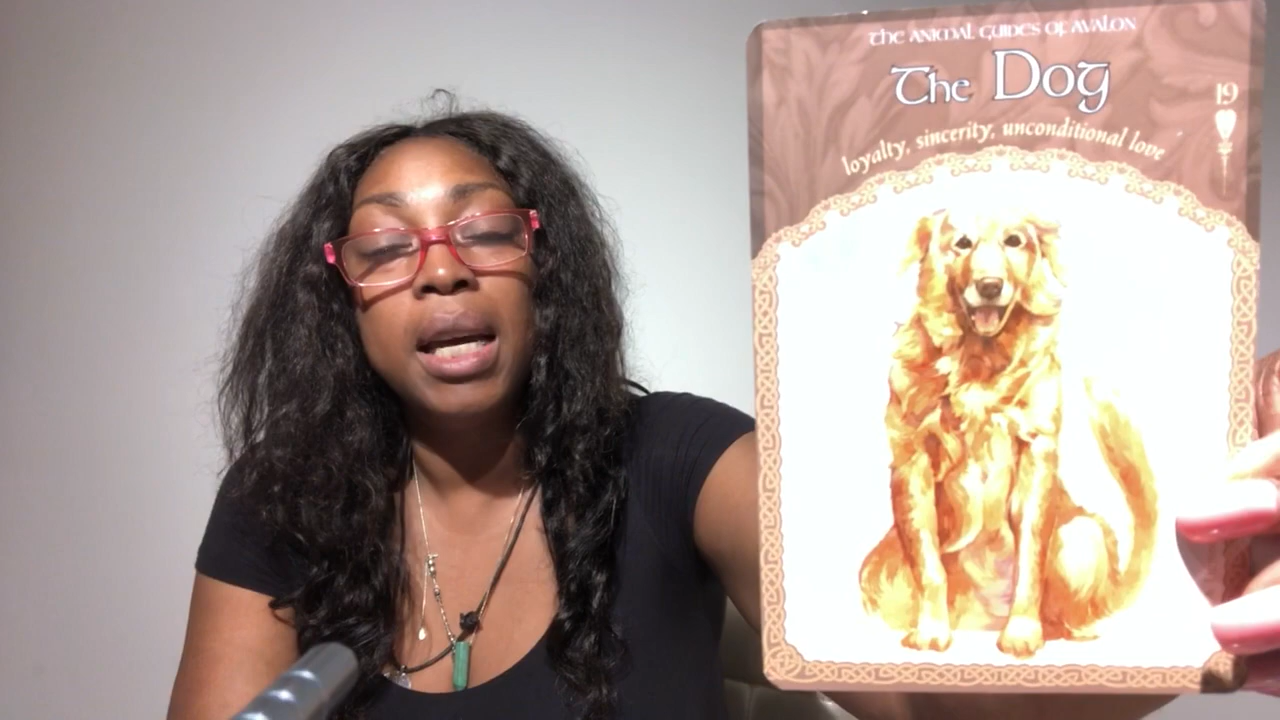 The Animal Guides of Avalon
The Dog
loyalty, sincerity, unconditional love
19